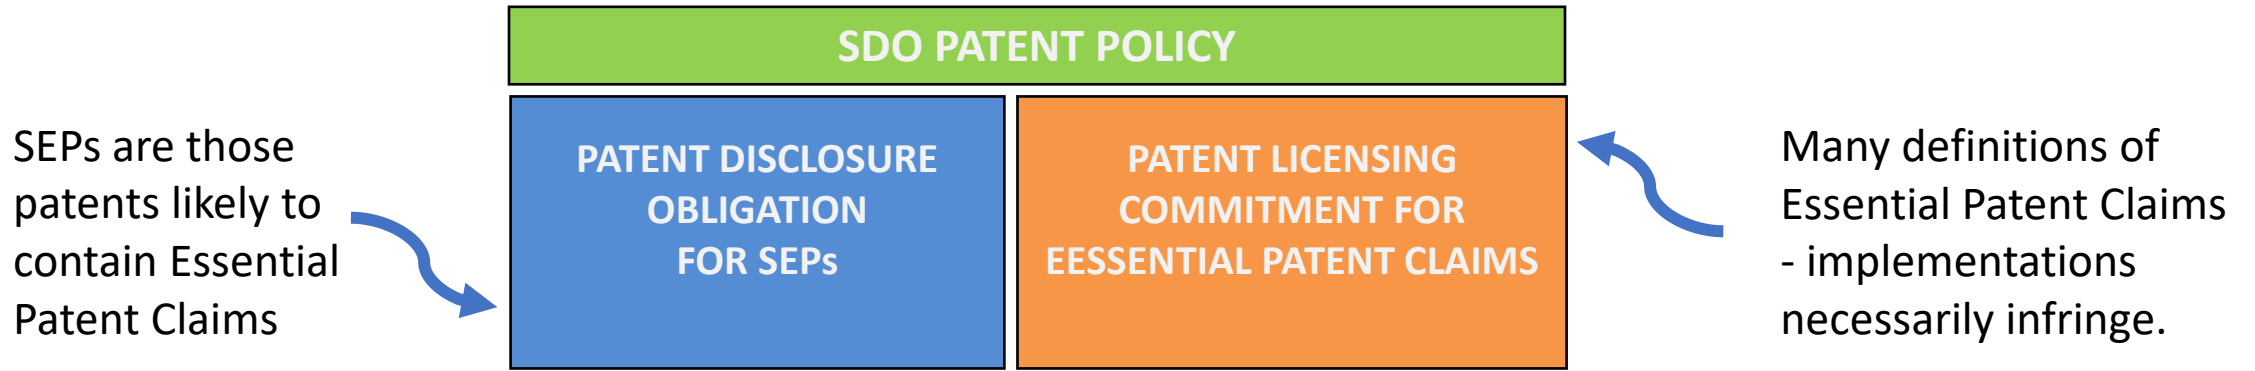 SDO PATENT POLICY
SEPs are those
patents likely to
contain Essential
Patent Claims
PATENT DISCLOSURE
OBLIGATION
FOR SEPs
PATENT LICENSING
COMMITMENT FOR
EESSENTIAL PATENT CLAIMS
Many definitions of
Essential Patent Claims
- implementations
necessarily infringe.